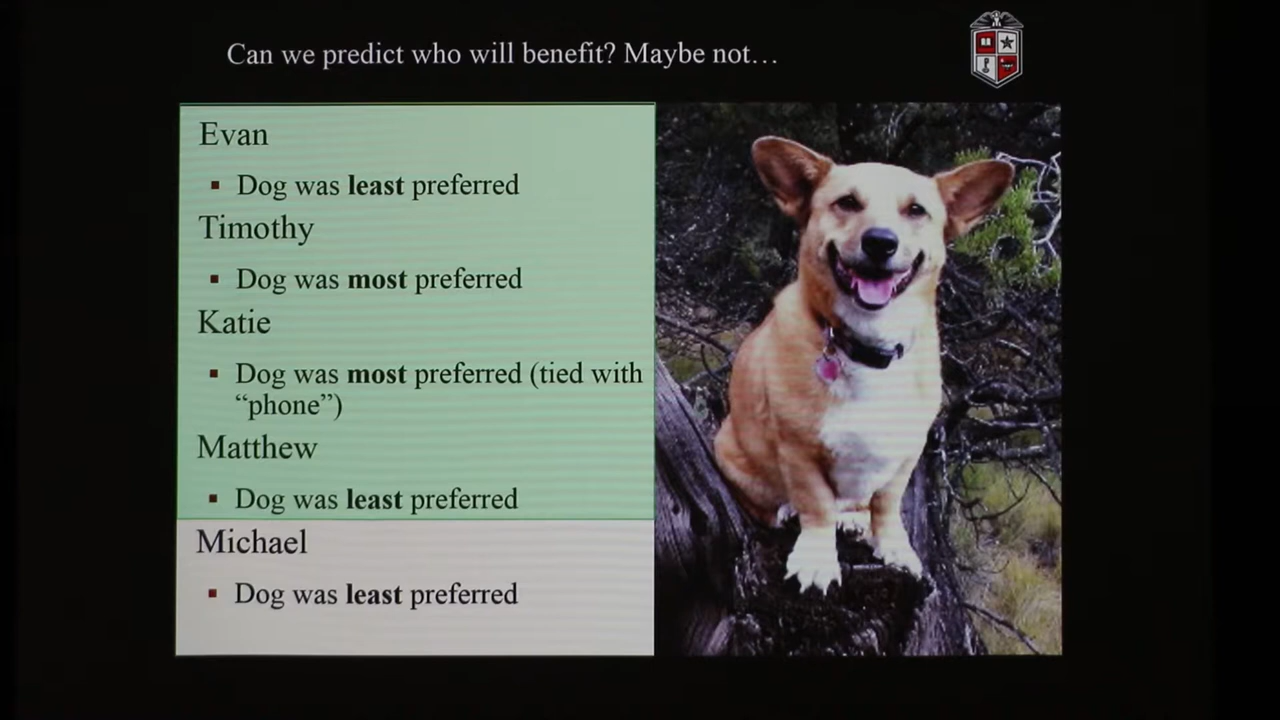 Can we predict who will benefit? Maybe not…
Evan
▪ Dog was least preferred
Timothy
▪ Dog was most preferred
Katie
▪ Dog was most preferred (tied with
“phone”)
Matthew
▪ Dog was least preferred
Michael
▪ Dog was least preferred